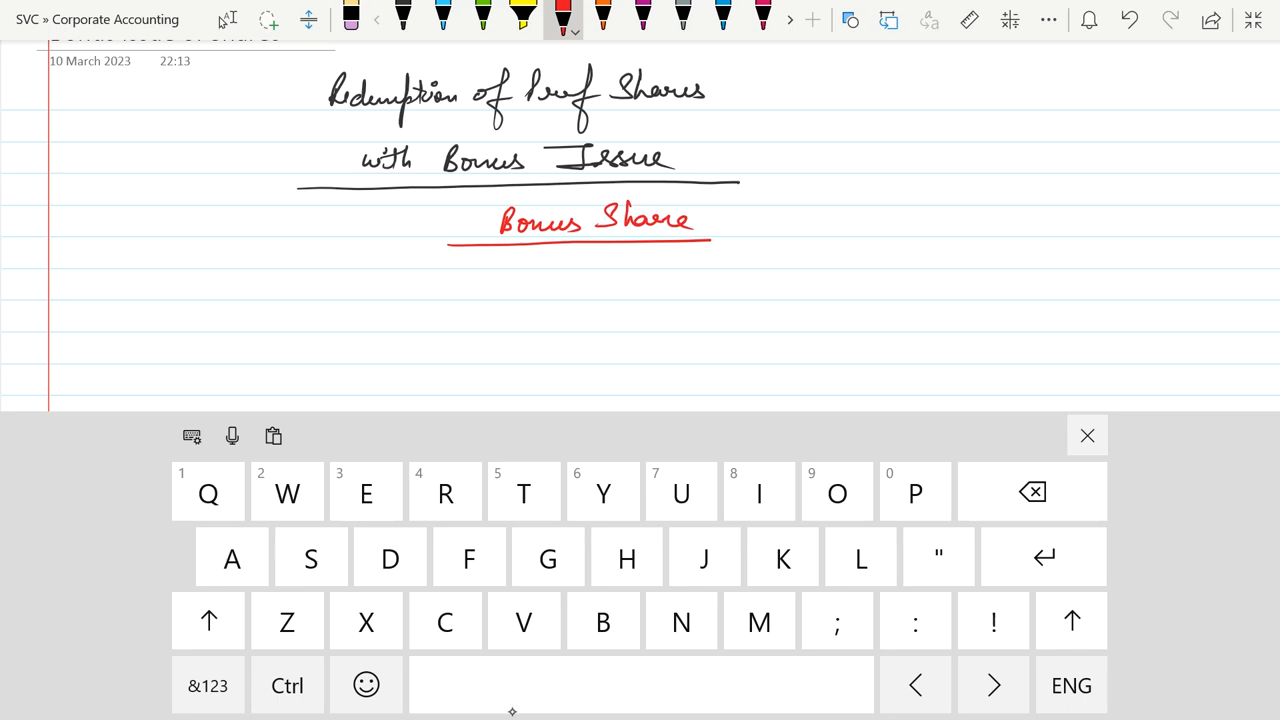 SVC » Corporate Accounting
10 March 2023 22:13
Redemption of Pref Shares
with Bonus Issue
Bonus Share
1 2 3 4 5 6 7 8 9 0
Q W E R T Y U I O P
A S D F G H J K L "
Z X C V B N M ; : !
&123 Ctrl ENG